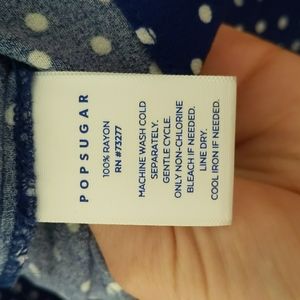 POPSUGAR
100% RAYON
RN #73277
MACHINE WASH COLD
SEPARATELY.
GENTLE CYCLE.
ONLY NON-CHLORINE
BLEACH IF NEEDED.
LINE DRY.
COOL IRON IF NEEDED.